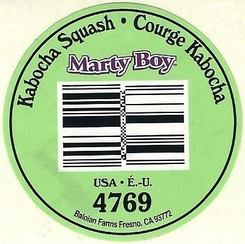 Kabocha Squash • Courge Kabocha
Marty Boy
USA • É.-U.
4769
Baloian Farms Fresno, CA 93772